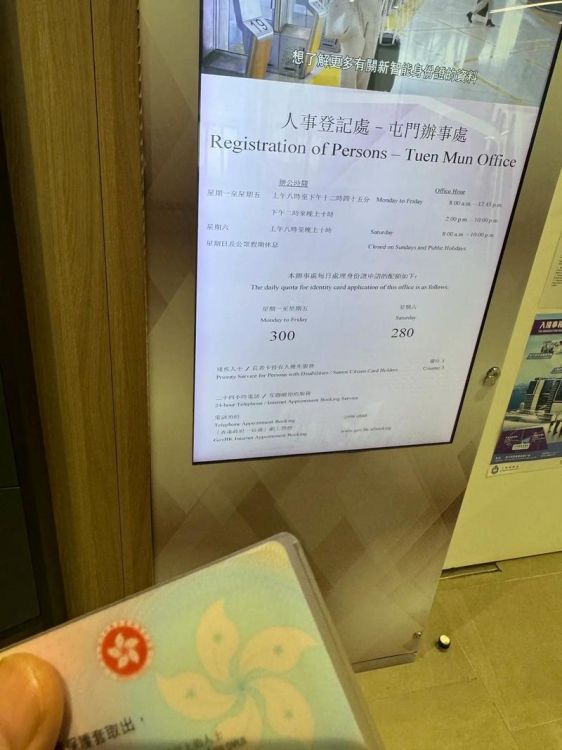 想了解更多有關新智能身份證的資料
人事登記處 - 屯門辦事處
Registration of Persons – Tuen Mun Office
辦公時間 Office Hour
星期一至星期五 上午八時至下午十二時四十五分 Monday to Friday 8:00 a.m. – 12:45 p.m.
下午二時至晚上十時 2:00 p.m. – 10:00 p.m.
星期六 上午八時至晚上十時 Saturday 8:00 a.m. – 10:00 p.m.
星期日及公眾假期休息 Closed on Sundays and Public Holidays
本辦事處每日處理身份證申請的配額如下:
The daily quota for identity card application of this office is as follows:
星期一至星期五 星期六
Monday to Friday Saturday
300 280
Priority Service for Persons with Disabilities / Senior Citizen Card Holders Counter 3
二十四小時電話 / 互聯網預約服務
24-hour Telephone / Internet Appointment Booking Service
電話預約
Telephone Appointment Booking
GovHK Internet Appointment Booking
護套取出,